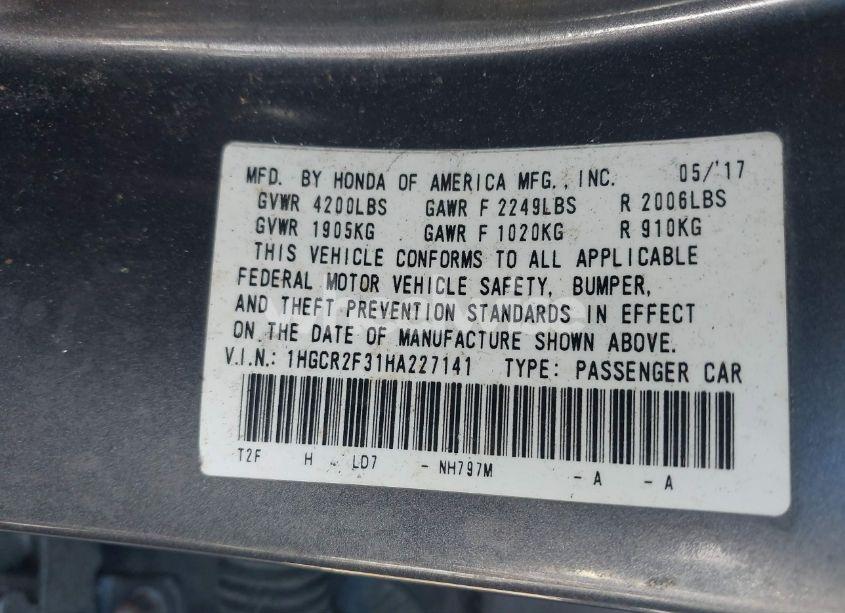 MFD. BY HONDA OF AMERICA MFG., INC. 05/'17
GVWR 4200LBS GAWR F 2249LBS R 2006LBS
GVWR 1905KG GAWR F 1020KG R 910KG
THIS VEHICLE CONFORMS TO ALL APPLICABLE
FEDERAL MOTOR VEHICLE SAFETY, BUMPER,
AND THEFT PREVENTION STANDARDS IN EFFECT
ON THE DATE OF MANUFACTURE SHOWN ABOVE.
V.I.N.: 1HGCR2F31HA227141 TYPE: PASSENGER CAR
T2F H - LD7 - NH797M - A - A